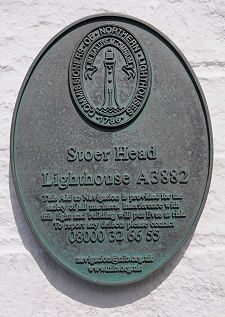 COMMISSIONERS OF NORTHERN LIGHTHOUSES
IN SALUTEM OMNIUM
1786
Stoer Head
Lighthouse A3882
This Aid to Navigation is provided for the
safety of all mariners. Interference with
this light and building will put lives at risk.
To report any defects please contact
08000 32 66 55
navigation@nlb.org.uk
www.nlb.org.uk